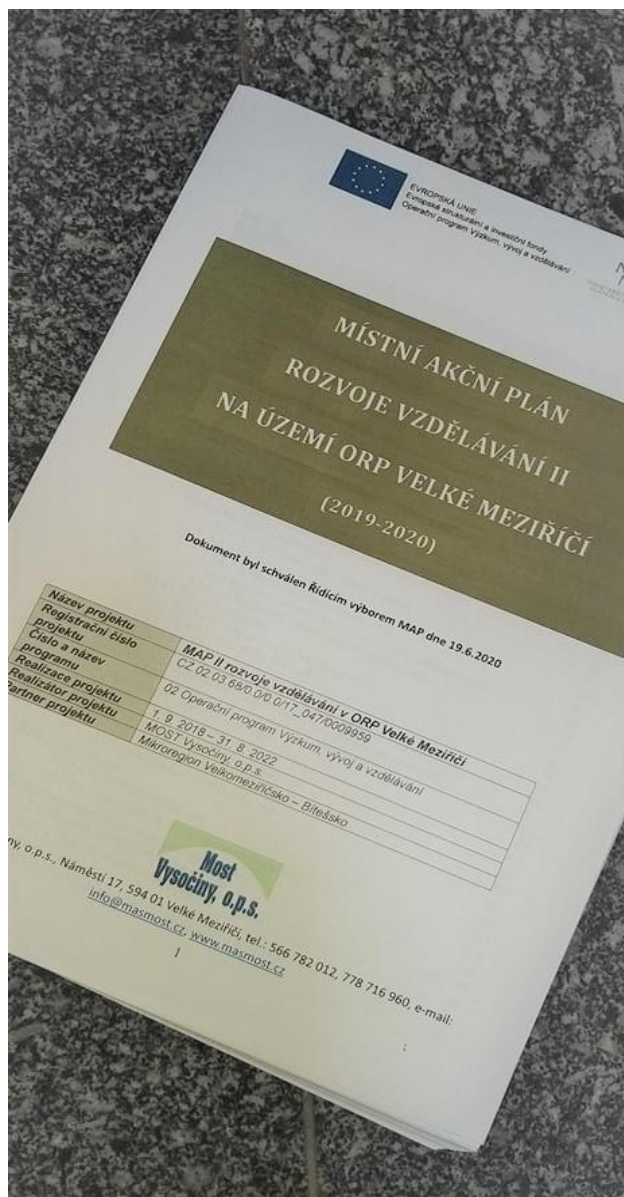 EVROPSKÁ UNIE
Evropské strukturální a investiční fondy
Operační program Výzkum, vývoj a vzdělávání
MÍSTNÍ AKČNÍ PLÁN
ROZVOJE VZDĚLÁVÁNÍ II
NA ÚZEMÍ ORP VELKÉ MEZIŘÍČÍ
(2019-2020)
Dokument byl schválen Řídicím výborem MAP dne 19.6.2020
Název projektu MAP II rozvoje vzdělávání v ORP Velké Meziříčí
Registrační číslo projektu CZ.02.03.68/0.0/0.0/17_047/0009959
Číslo a název programu 02 Operační program Výzkum, vývoj a vzdělávání
Realizace projektu 1. 9. 2018 – 31. 8. 2022
Realizátor projektu MOST Vysočiny, o.p.s.
Partner projektu Mikroregion Velkomeziříčsko – Bítešsko
Most
Vysočiny, o.p.s.
ny, o.p.s., Náměstí 17, 594 01 Velké Meziříčí, tel.: 566 782 012, 778 716 960, e-mail:
info@masmost.cz, www.masmost.cz
1